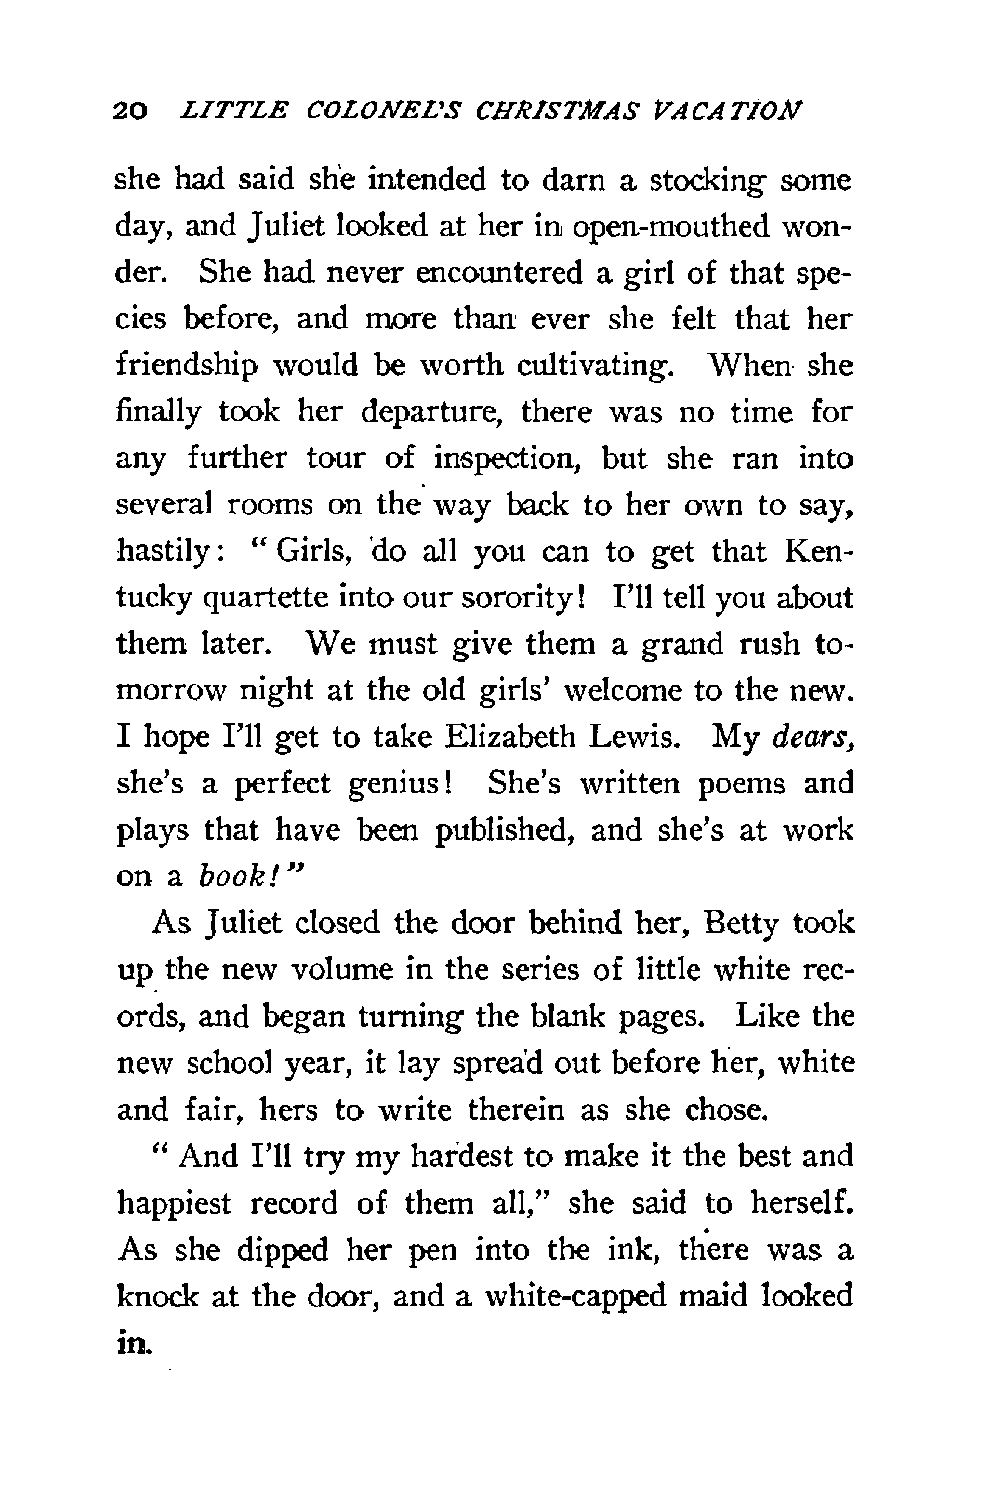 20 LITTLE COLONEL'S CHRISTMAS VACATION
she had said she intended to darn a stocking some
day, and Juliet looked at her in open-mouthed won-
der. She had never encountered a girl of that spe-
cies before, and more than ever she felt that her
friendship would be worth cultivating. When she
finally took her departure, there was no time for
any further tour of inspection, but she ran into
several rooms on the way back to her own to say,
hastily: " Girls, do all you can to get that Ken-
tucky quartette into our sorority! I'll tell you about
them later. We must give them a grand rush to-
morrow night at the old girls' welcome to the new.
I hope I'll get to take Elizabeth Lewis. My dears,
she's a perfect genius! She's written poems and
plays that have been published, and she's at work
on a book!"
As Juliet closed the door behind her, Betty took
up the new volume in the series of little white rec-
ords, and began turning the blank pages. Like the
new school year, it lay spread out before her, white
and fair, hers to write therein as she chose.
" And I'll try my hardest to make it the best and
happiest record of them all," she said to herself.
As she dipped her pen into the ink, there was a
knock at the door, and a white-capped maid looked
in.